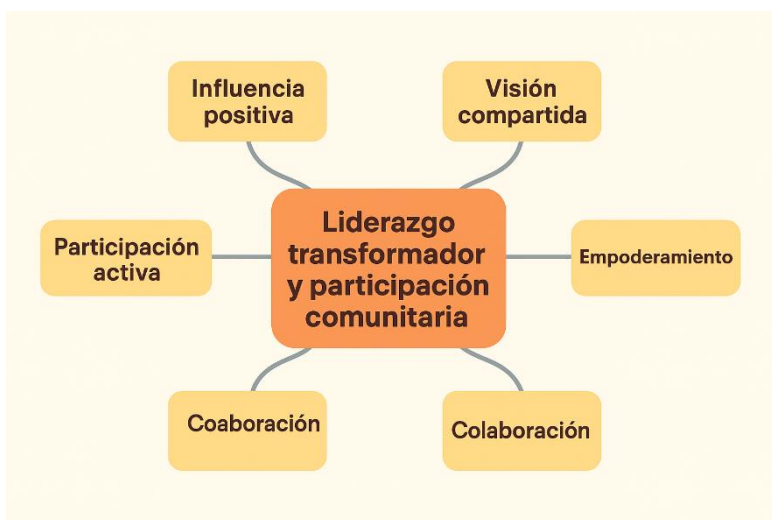 Influencia
positiva
Visión
compartida
Liderazgo
transformador
y participación
comunitaria
Participación
activa
Empoderamiento
Coaboración
Colaboración